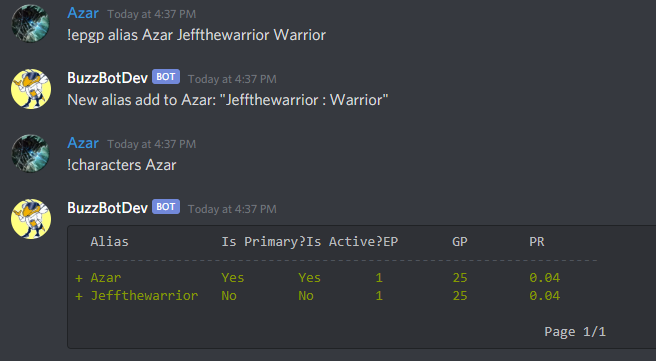 Azar Today at 4:37 PM
!epgp alias Azar Jeffthewarrior Warrior
BuzzBotDev BOT Today at 4:37 PM
New alias add to Azar: "Jeffthewarrior : Warrior"
Azar Today at 4:37 PM
!characters Azar
BuzzBotDev BOT Today at 4:37 PM
Alias Is Primary?Is Active?EP GP PR
-------------------------------------------------------------------
+ Azar Yes Yes 1 25 0.04
+ Jeffthewarrior No No 1 25 0.04
Page 1/1